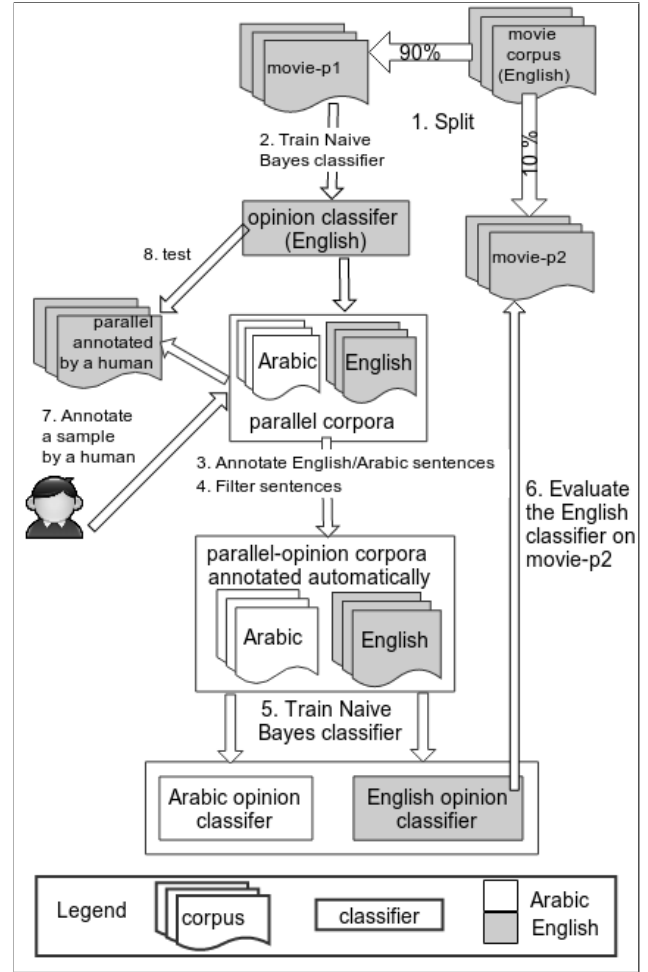 movie
corpus
(English)
90%
movie-p1
1. Split
10 %
2. Train Naive
Bayes classifier
opinion classifer
(English)
movie-p2
8. test
parallel
annotated
by a human
Arabic
English
parallel corpora
7. Annotate
a sample
by a human
3. Annotate English/Arabic sentences
4. Filter sentences
6. Evaluate
the English
classifier on
movie-p2
parallel-opinion corpora
annotated automatically
Arabic
English
5. Train Naive
Bayes classifier
Arabic opinion
classifer
English opinion
classifier
Legend
corpus
classifier
Arabic
English